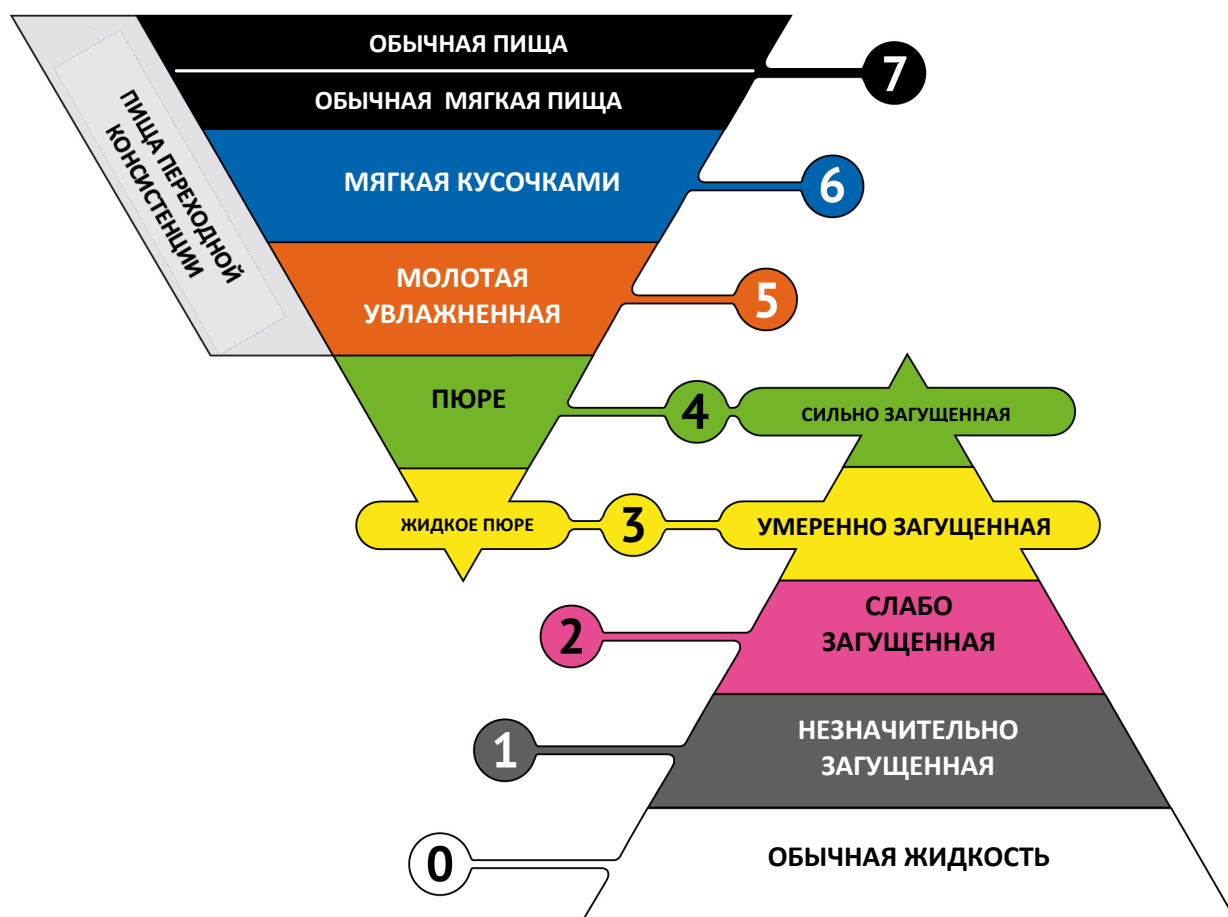 ОБЫЧНАЯ ПИЩА
ОБЫЧНАЯ МЯГКАЯ ПИЩА
7
ПИЩА ПЕРЕХОДНОЙ
КОНСИСТЕНЦИИ
МЯГКАЯ КУСОЧКАМИ
6
МОЛОТАЯ
УВЛАЖНЕННАЯ
5
ПЮРЕ
4
СИЛЬНО ЗАГУЩЕННАЯ
ЖИДКОЕ ПЮРЕ
3
УМЕРЕННО ЗАГУЩЕННАЯ
2
СЛАБО
ЗАГУЩЕННАЯ
1
НЕЗНАЧИТЕЛЬНО
ЗАГУЩЕННАЯ
0
ОБЫЧНАЯ ЖИДКОСТЬ